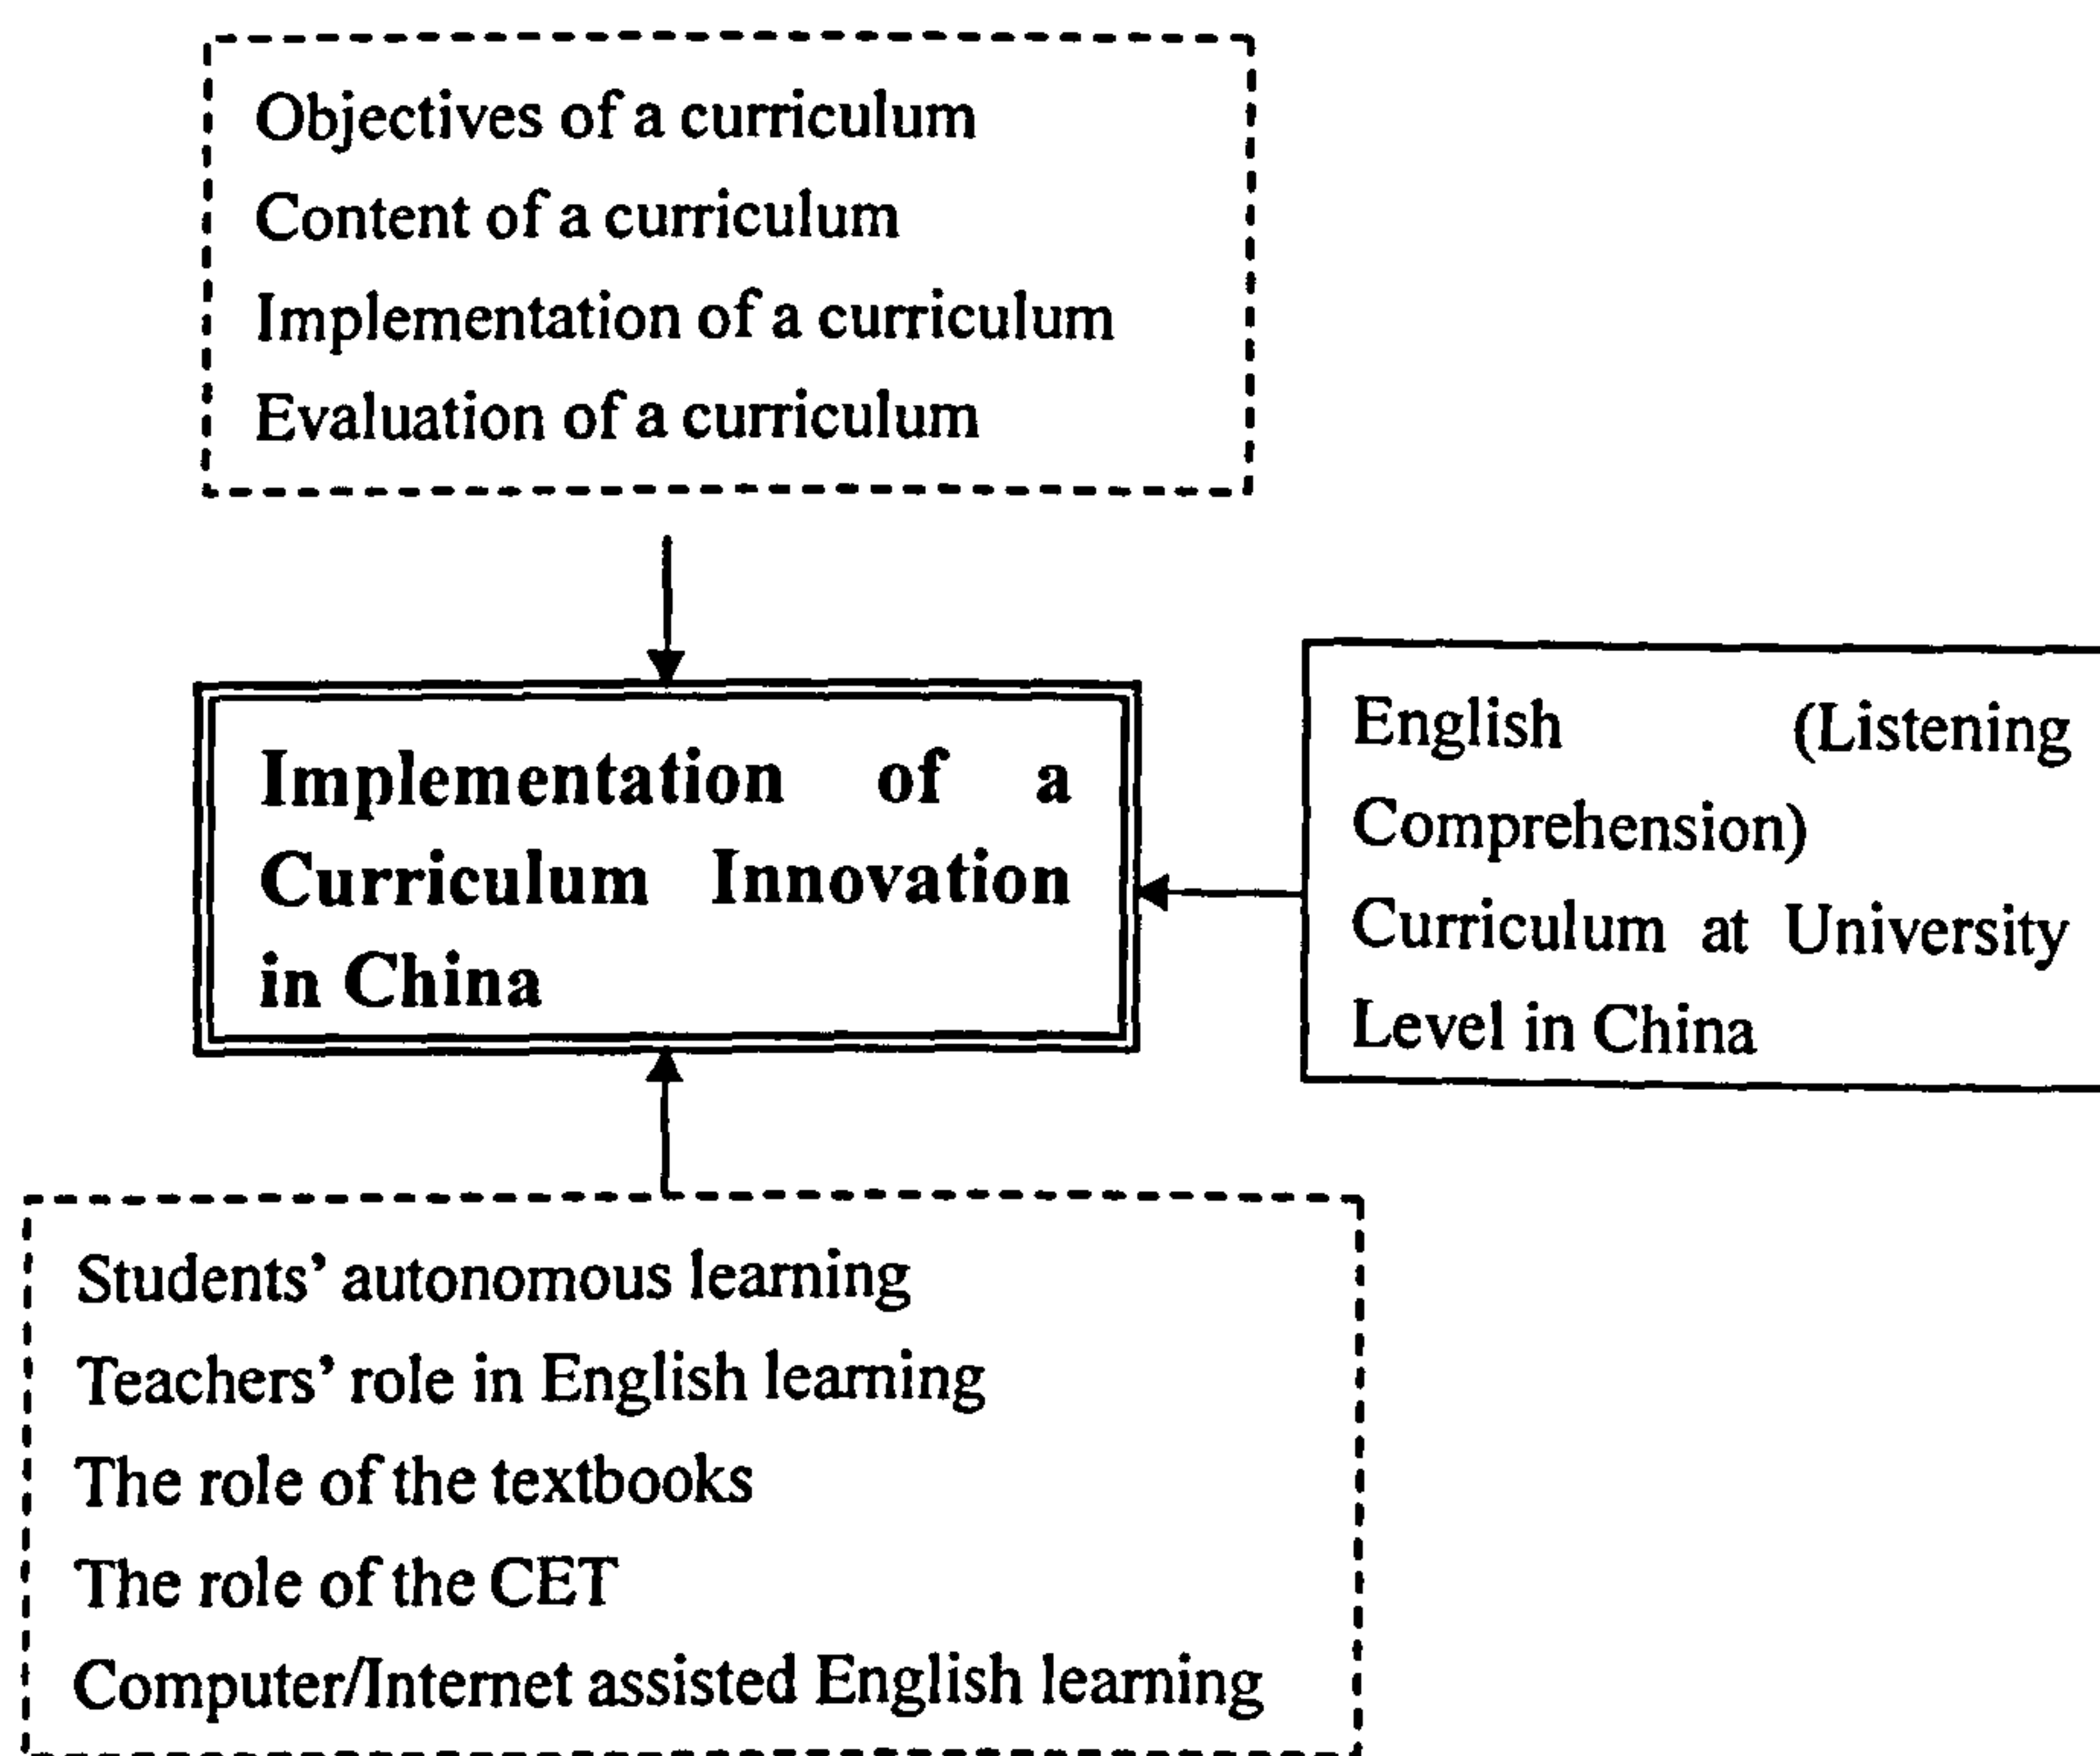 Objectives of a curriculum
Content of a curriculum
Implementation of a curriculum
Evaluation of a curriculum
Implementation of a
Curriculum Innovation
in China
English (Listening
Comprehension)
Curriculum at University
Level in China
Students’ autonomous learning
Teachers’ role in English learning
The role of the textbooks
The role of the CET
Computer/Internet assisted English learning